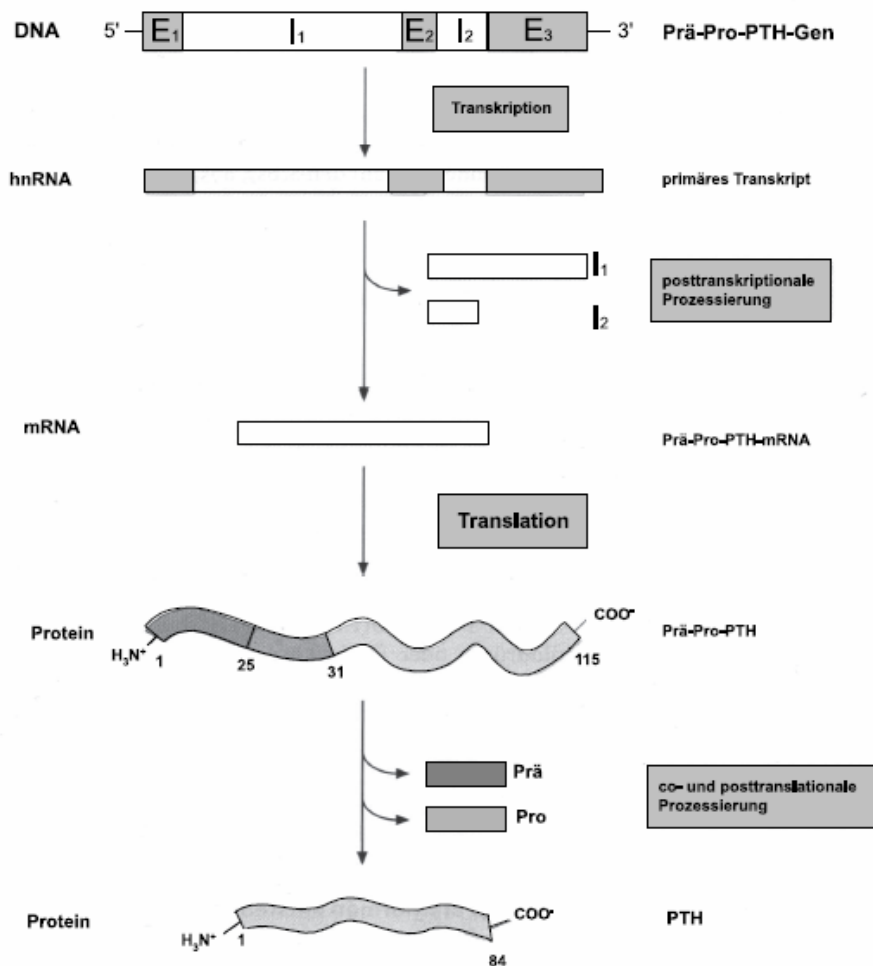 DNA 5' E1 I1 E2 I2 E3 3' Prä-Pro-PTH-Gen
Transkription
hnRNA primäres Transkript
I1
posttranskriptionale
Prozessierung
I2
mRNA Prä-Pro-PTH-mRNA
Translation
Protein H3N+ 1 25 31 115 COO- Prä-Pro-PTH
Prä
Pro
co- und posttranslationale
Prozessierung
Protein H3N+ 1 84 COO- PTH